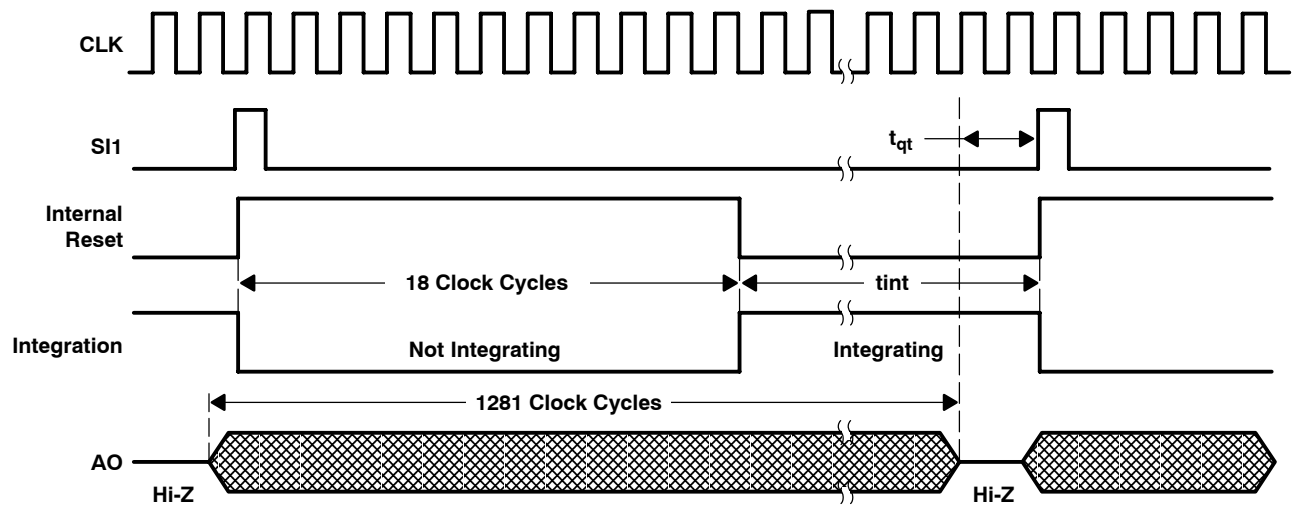 CLK
SI1
t_qt
Internal
Reset
18 Clock Cycles
tint
Integration
Not Integrating
Integrating
1281 Clock Cycles
AO
Hi-Z
Hi-Z